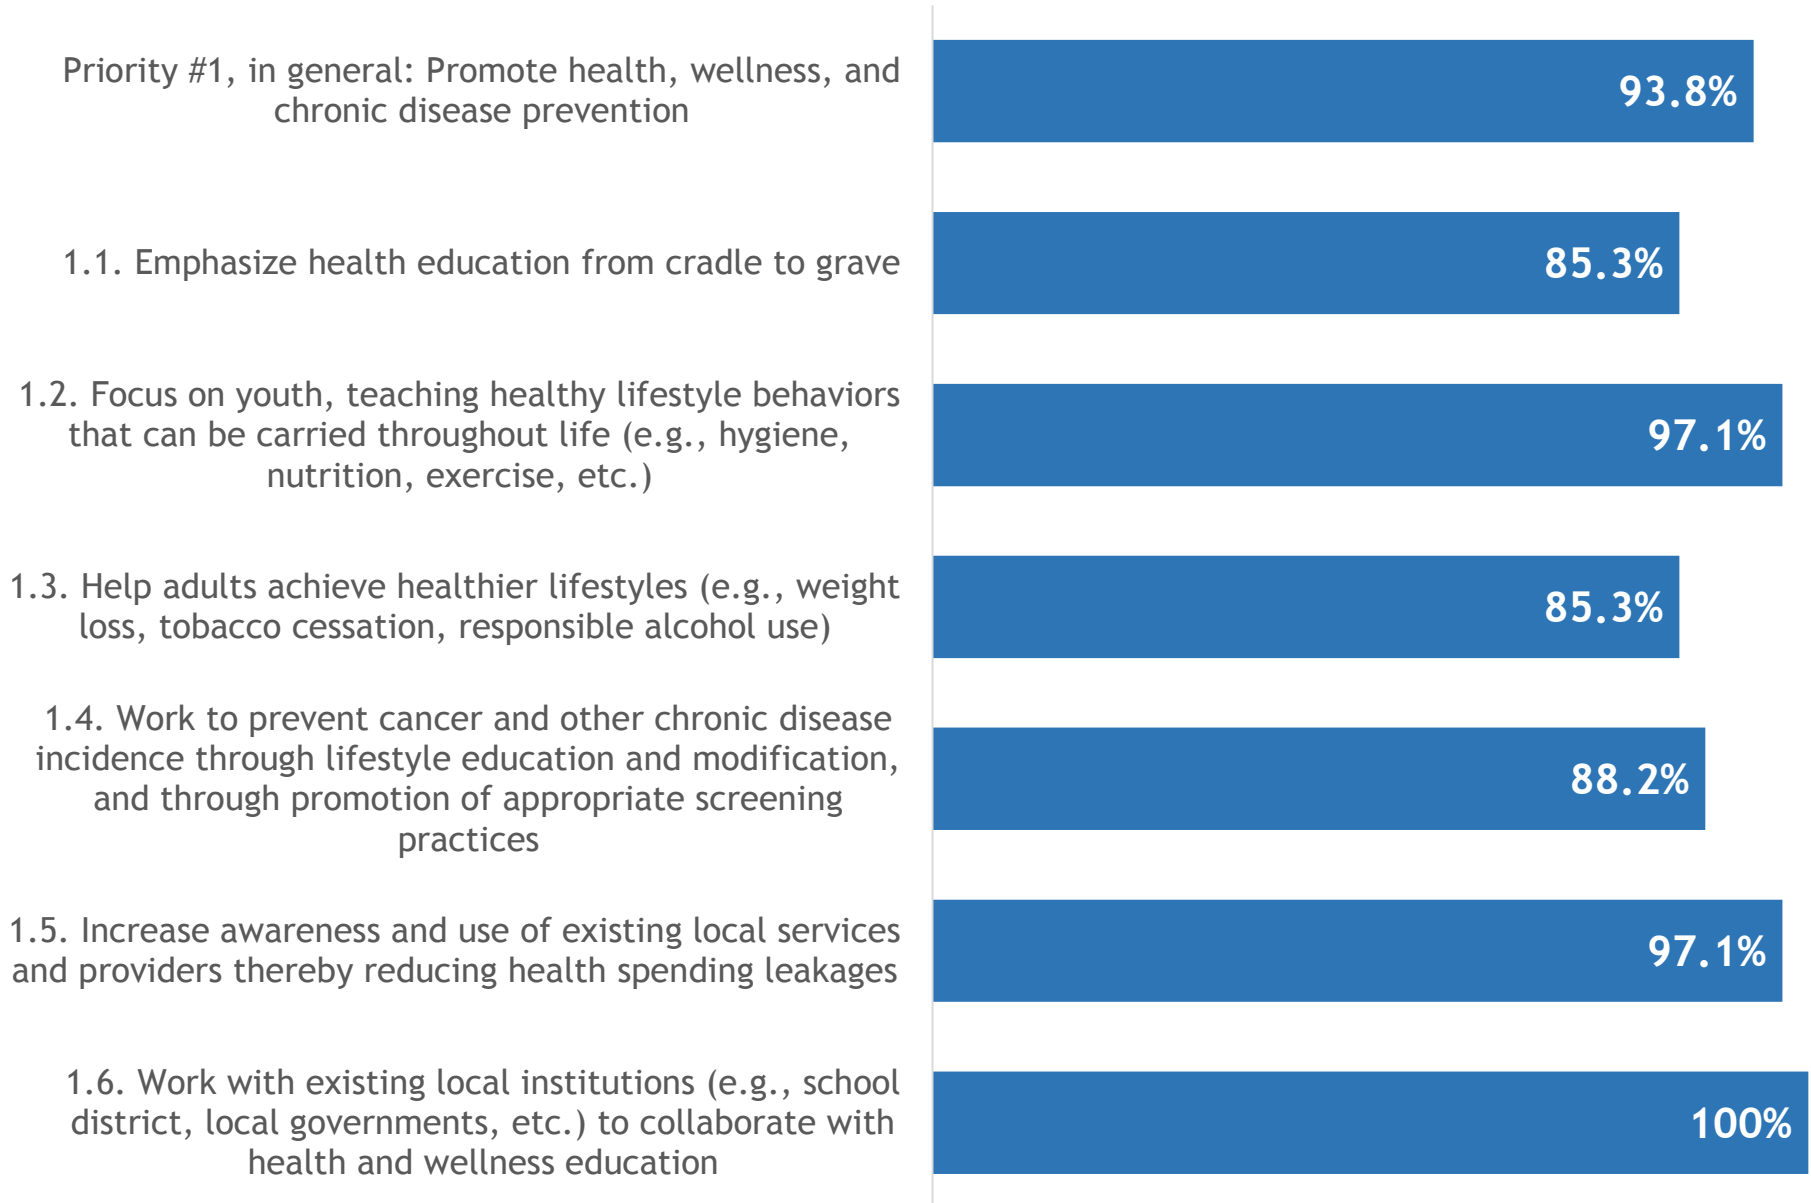 Priority #1, in general: Promote health, wellness, and
chronic disease prevention
93.8%
1.1. Emphasize health education from cradle to grave
85.3%
1.2. Focus on youth, teaching healthy lifestyle behaviors
that can be carried throughout life (e.g., hygiene,
nutrition, exercise, etc.)
97.1%
1.3. Help adults achieve healthier lifestyles (e.g., weight
loss, tobacco cessation, responsible alcohol use)
85.3%
1.4. Work to prevent cancer and other chronic disease
incidence through lifestyle education and modification,
and through promotion of appropriate screening
practices
88.2%
1.5. Increase awareness and use of existing local services
and providers thereby reducing health spending leakages
97.1%
1.6. Work with existing local institutions (e.g., school
district, local governments, etc.) to collaborate with
health and wellness education
100%